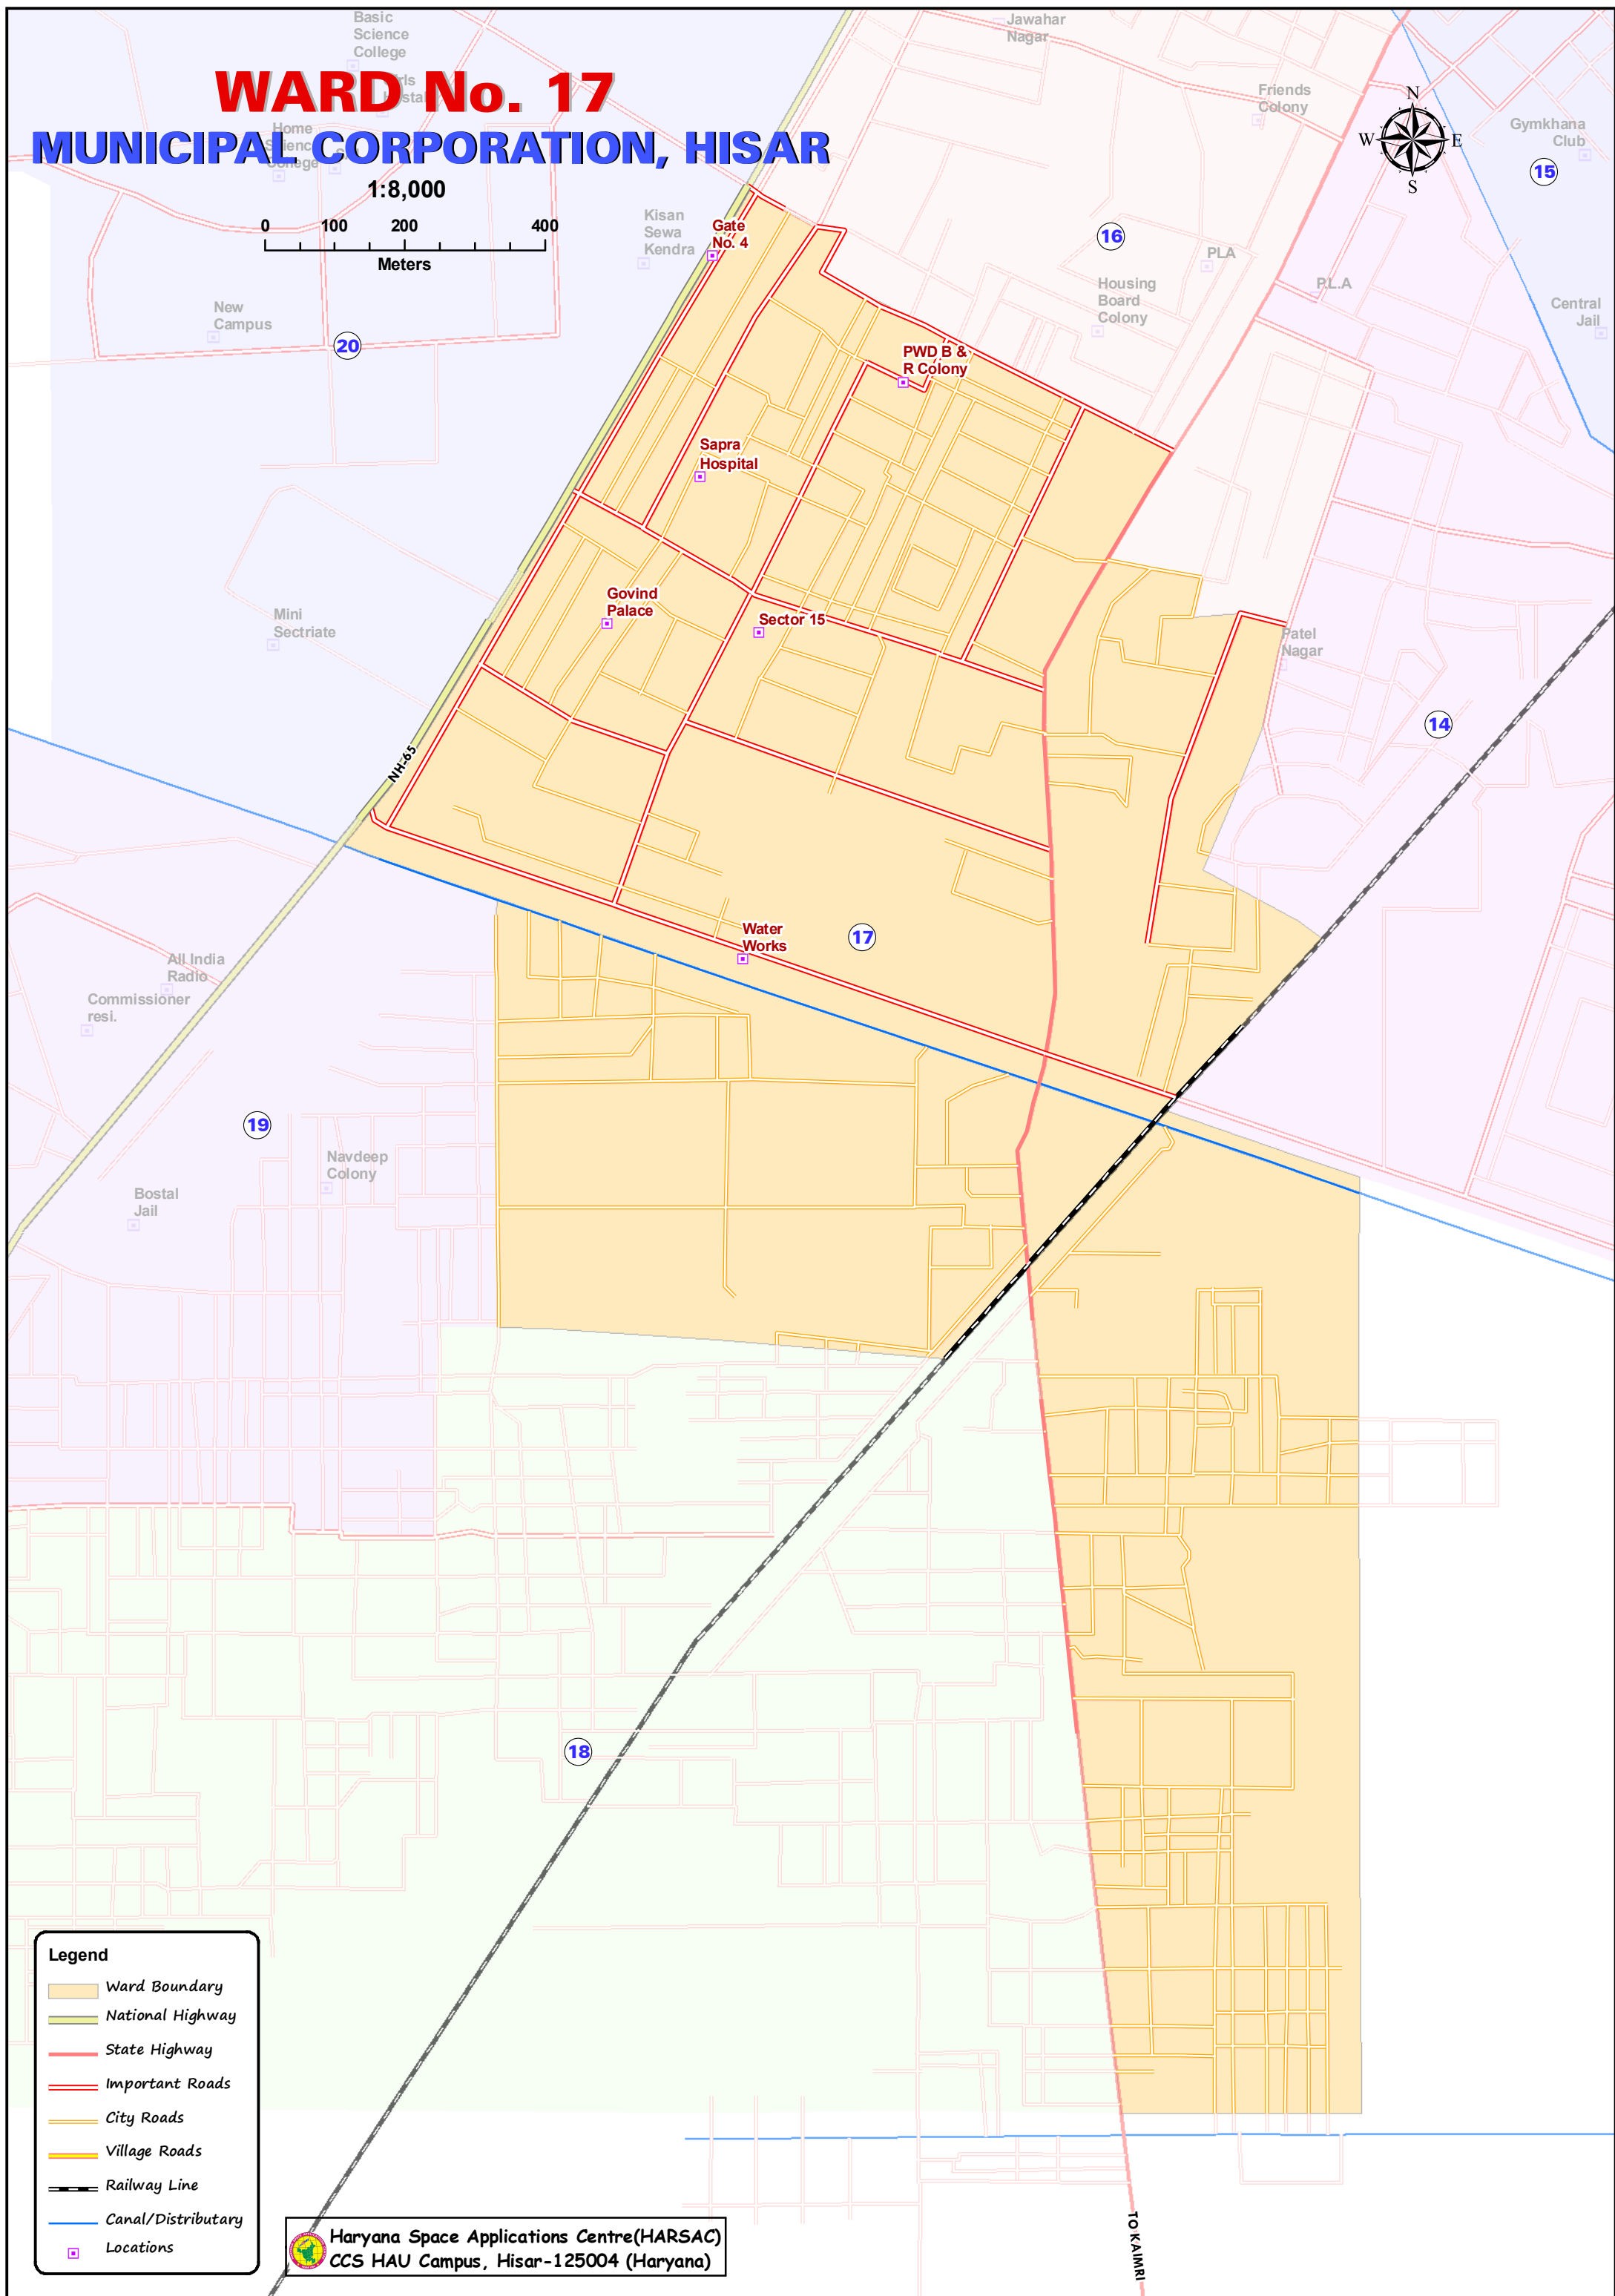 Basic
Science
College
Jawahar
Nagar
WARD No. 17
Friends
Colony
N
W
E
S
Gymkhana
Club
Home
College
MUNICIPAL CORPORATION, HISAR
15
1:8,000
0 100 200 400
Meters
Kisan
Sewa
Kendra
Gate
No. 4
16
PLA
P.L.A
Housing
Board
Colony
Central
Jail
New
Campus
20
PWD B &
R Colony
Sapra
Hospital
Govind
Palace
Sector 15
Mini
Sectriate
Patel
Nagar
14
NH-65
Water
Works
17
All India
Radio
Commissioner
resi.
19
Navdeep
Colony
Bostal
Jail
18
Legend
Ward Boundary
National Highway
State Highway
Important Roads
City Roads
Village Roads
Railway Line
Canal/Distributary
Locations
Haryana Space Applications Centre(HARSAC)
CCS HAU Campus, Hisar-125004 (Haryana)
TO KAIMRI